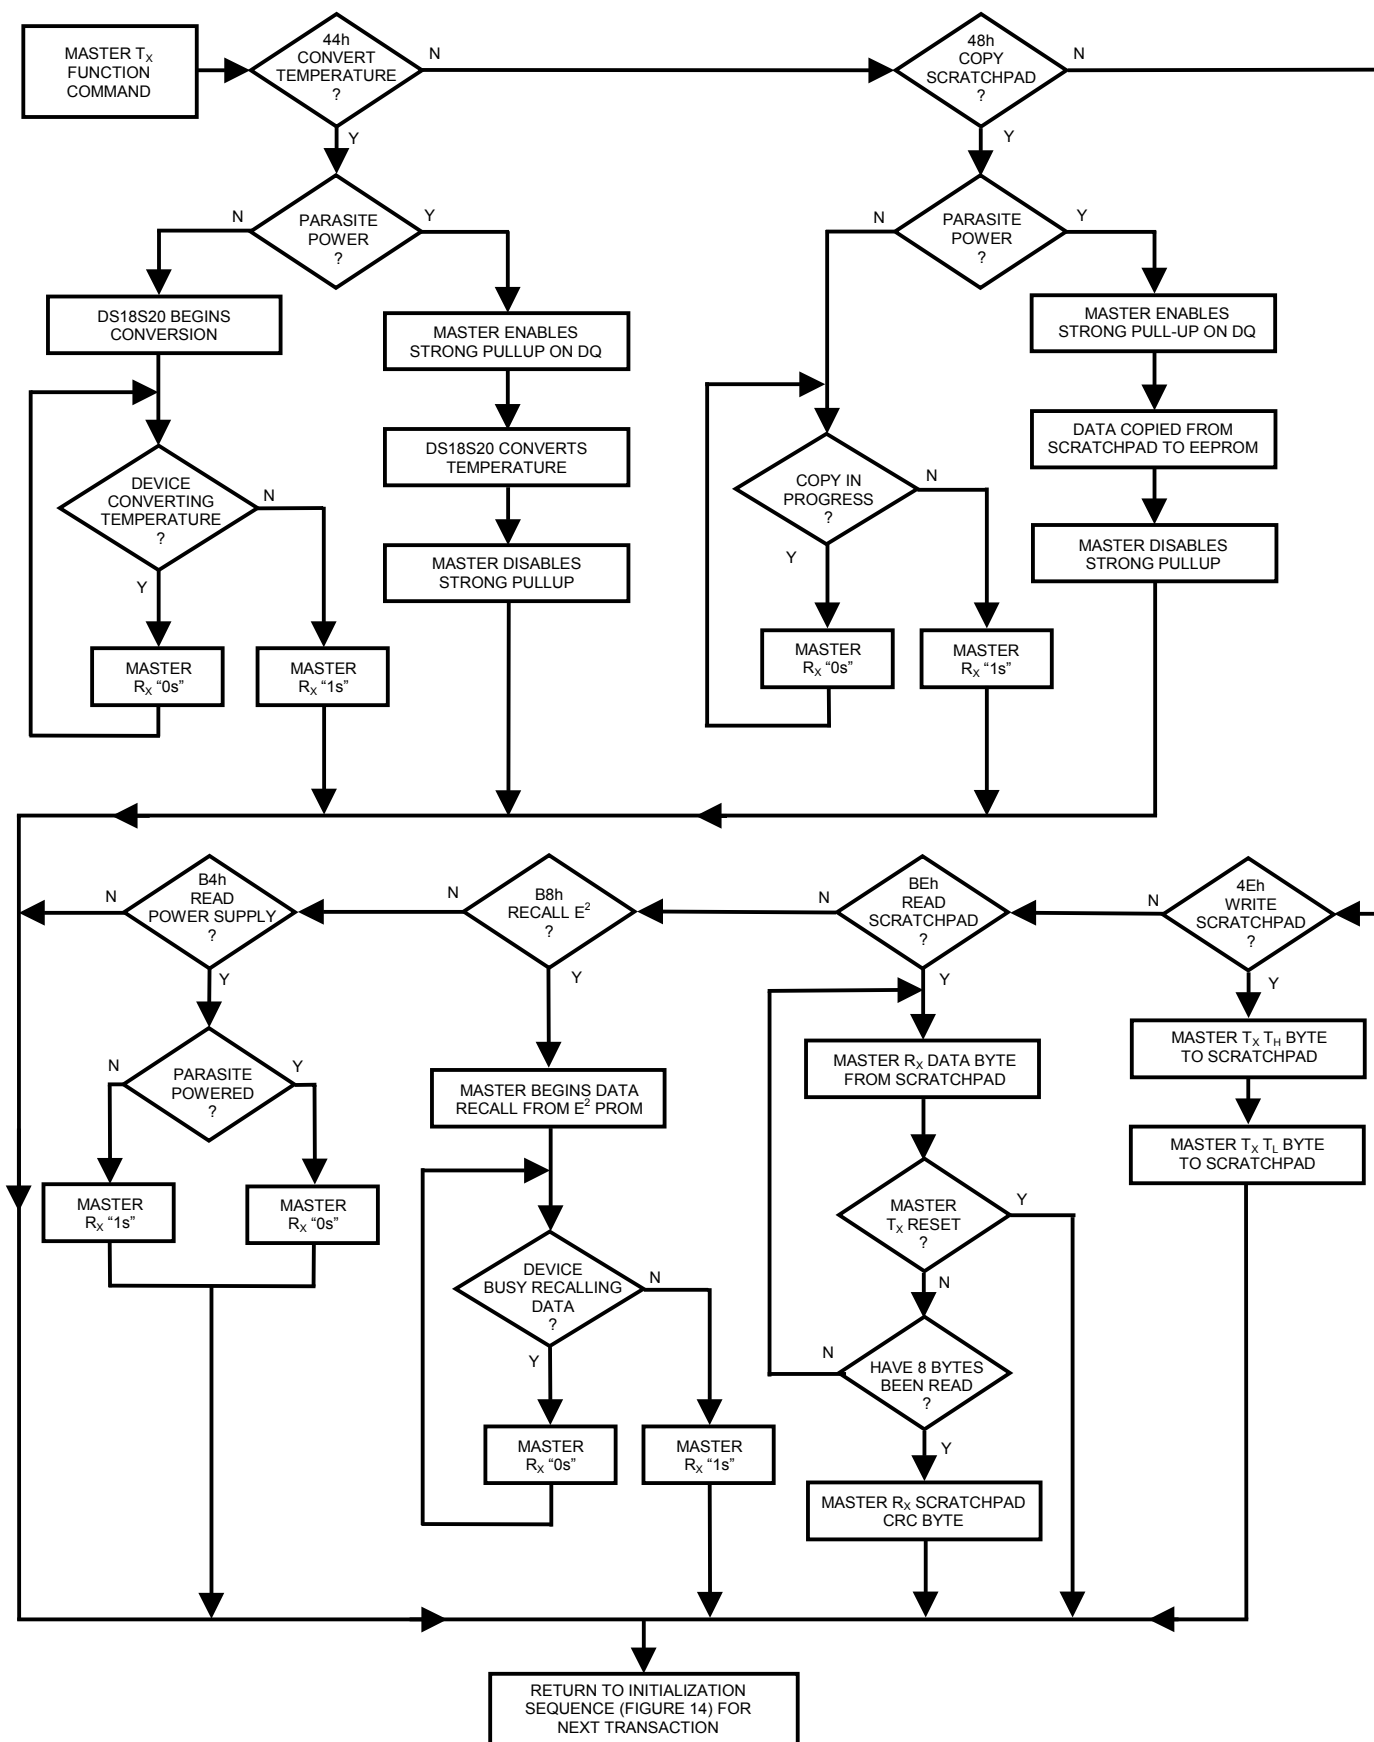 MASTER TX
FUNCTION
COMMAND
44h
CONVERT
TEMPERATURE
?
N
Y
48h
COPY
SCRATCHPAD
?
N
Y
PARASITE
POWER
?
N
Y
PARASITE
POWER
?
N
Y
DS18S20 BEGINS
CONVERSION
MASTER ENABLES
STRONG PULLUP ON DQ
MASTER ENABLES
STRONG PULL-UP ON DQ
DS18S20 CONVERTS
TEMPERATURE
DATA COPIED FROM
SCRATCHPAD TO EEPROM
DEVICE
CONVERTING
TEMPERATURE
?
N
Y
COPY IN
PROGRESS
?
N
Y
MASTER DISABLES
STRONG PULLUP
MASTER DISABLES
STRONG PULLUP
MASTER
RX “0s”
MASTER
RX “1s”
MASTER
RX “0s”
MASTER
RX “1s”
B4h
READ
POWER SUPPLY
?
N
Y
B8h
RECALL E2
?
N
Y
BEh
READ
SCRATCHPAD
?
N
Y
4Eh
WRITE
SCRATCHPAD
?
N
Y
PARASITE
POWERED
?
N
Y
MASTER BEGINS DATA
RECALL FROM E2 PROM
MASTER RX DATA BYTE
FROM SCRATCHPAD
MASTER TX TH BYTE
TO SCRATCHPAD
MASTER TX TL BYTE
TO SCRATCHPAD
MASTER
RX “1s”
MASTER
RX “0s”
MASTER
TX RESET
?
Y
N
DEVICE
BUSY RECALLING
DATA
?
N
Y
HAVE 8 BYTES
BEEN READ
?
N
Y
MASTER
RX “0s”
MASTER
RX “1s”
MASTER RX SCRATCHPAD
CRC BYTE
RETURN TO INITIALIZATION
SEQUENCE (FIGURE 14) FOR
NEXT TRANSACTION